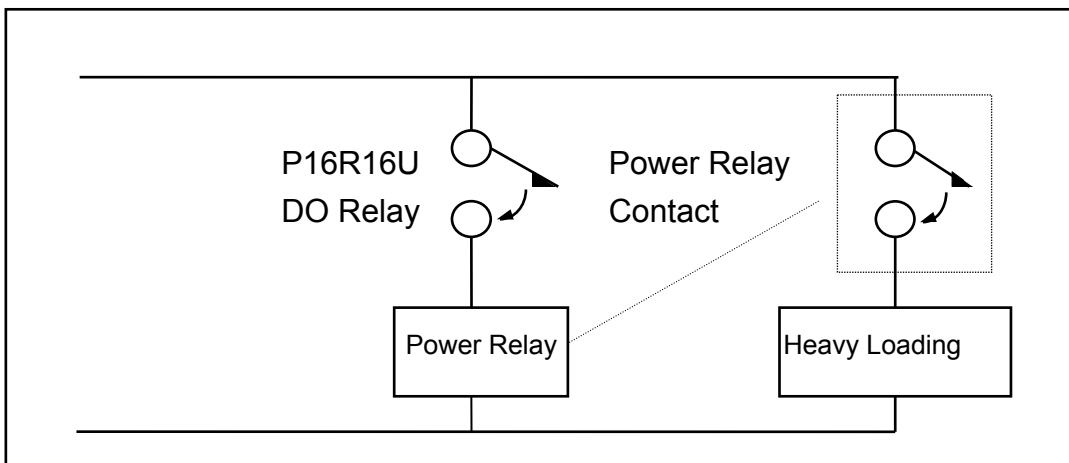 P16R16U
DO Relay
Power Relay
Contact
Power Relay
Heavy Loading